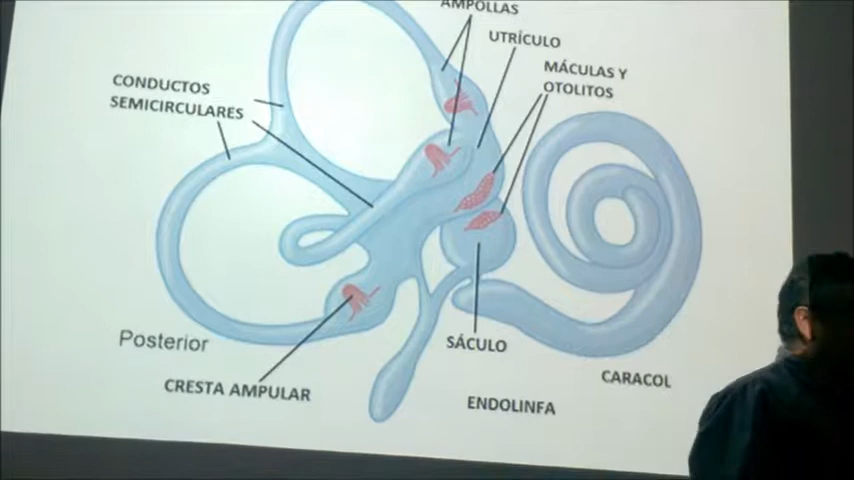 AMPOLLAS
UTRÍCULO
MÁCULAS Y
OTOLITOS
CONDUCTOS
SEMICIRCULARES
Posterior
CRESTA AMPULAR
SÁCULO
CARACOL
ENDOLINFA